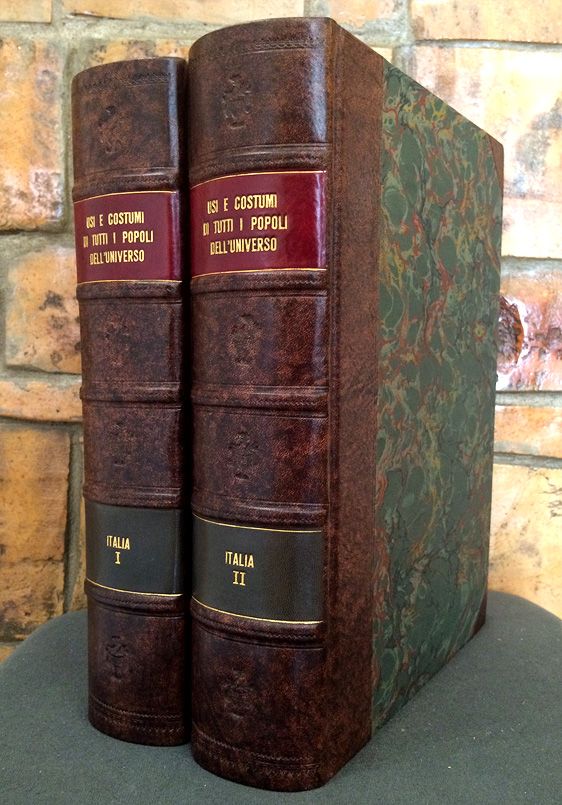 USI E COSTUMI
DI TUTTI I POPOLI
DELL'UNIVERSO
ITALIA
I
USI E COSTUMI
DI TUTTI I POPOLI
DELL'UNIVERSO
ITALIA
II